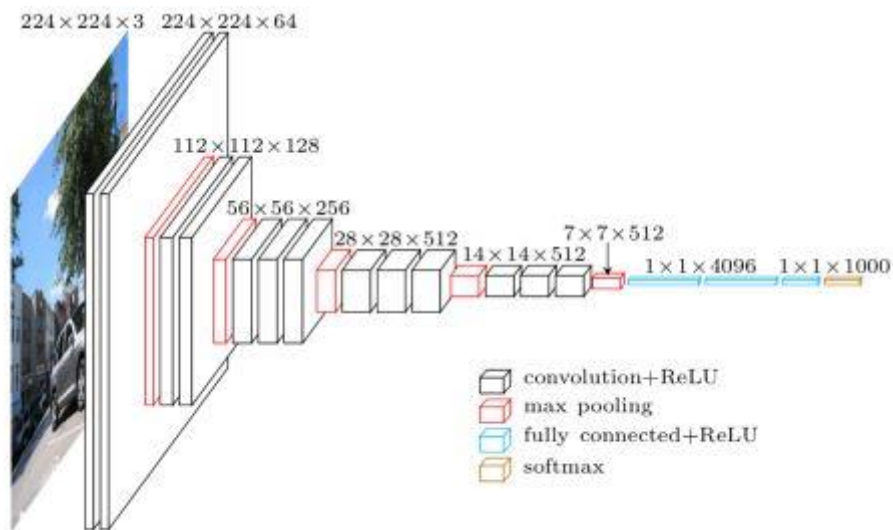 224 × 224 × 3
224 × 224 × 64
112 × 112 × 128
56 × 56 × 256
28 × 28 × 512
14 × 14 × 512
7 × 7 × 512
1 × 1 × 4096
1 × 1 × 1000
convolution+ReLU
max pooling
fully connected+ReLU
softmax